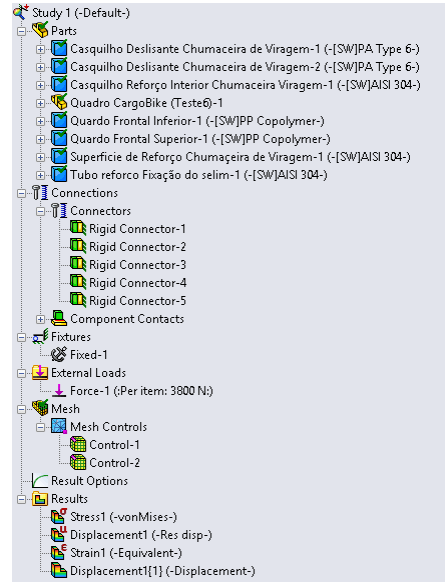 Study 1 (-Default-)
Parts
Casquilho Deslisante Chumaceira de Viragem-1 (-[SW]PA Type 6-)
Casquilho Deslisante Chumaceira de Viragem-2 (-[SW]PA Type 6-)
Casquilho Reforço Interior Chumaceira Viragem-1 (-[SW]AISI 304-)
Quadro CargoBike (Teste6)-1
Quardo Frontal Inferior-1 (-[SW]PP Copolymer-)
Quardo Frontal Superior-1 (-[SW]PP Copolymer-)
Superficie de Reforço Chumaçeira de Viragem-1 (-[SW]AISI 304-)
Tubo reforco Fixação do selim-1 (-[SW]AISI 304-)
Connections
Connectors
Rigid Connector-1
Rigid Connector-2
Rigid Connector-3
Rigid Connector-4
Rigid Connector-5
Component Contacts
Fixtures
Fixed-1
External Loads
Force-1 (:Per item: 3800 N:)
Mesh
Mesh Controls
Control-1
Control-2
Result Options
Results
Stress1 (-vonMises-)
Displacement1 (-Res disp-)
Strain1 (-Equivalent-)
Displacement1{1} (-Displacement-)